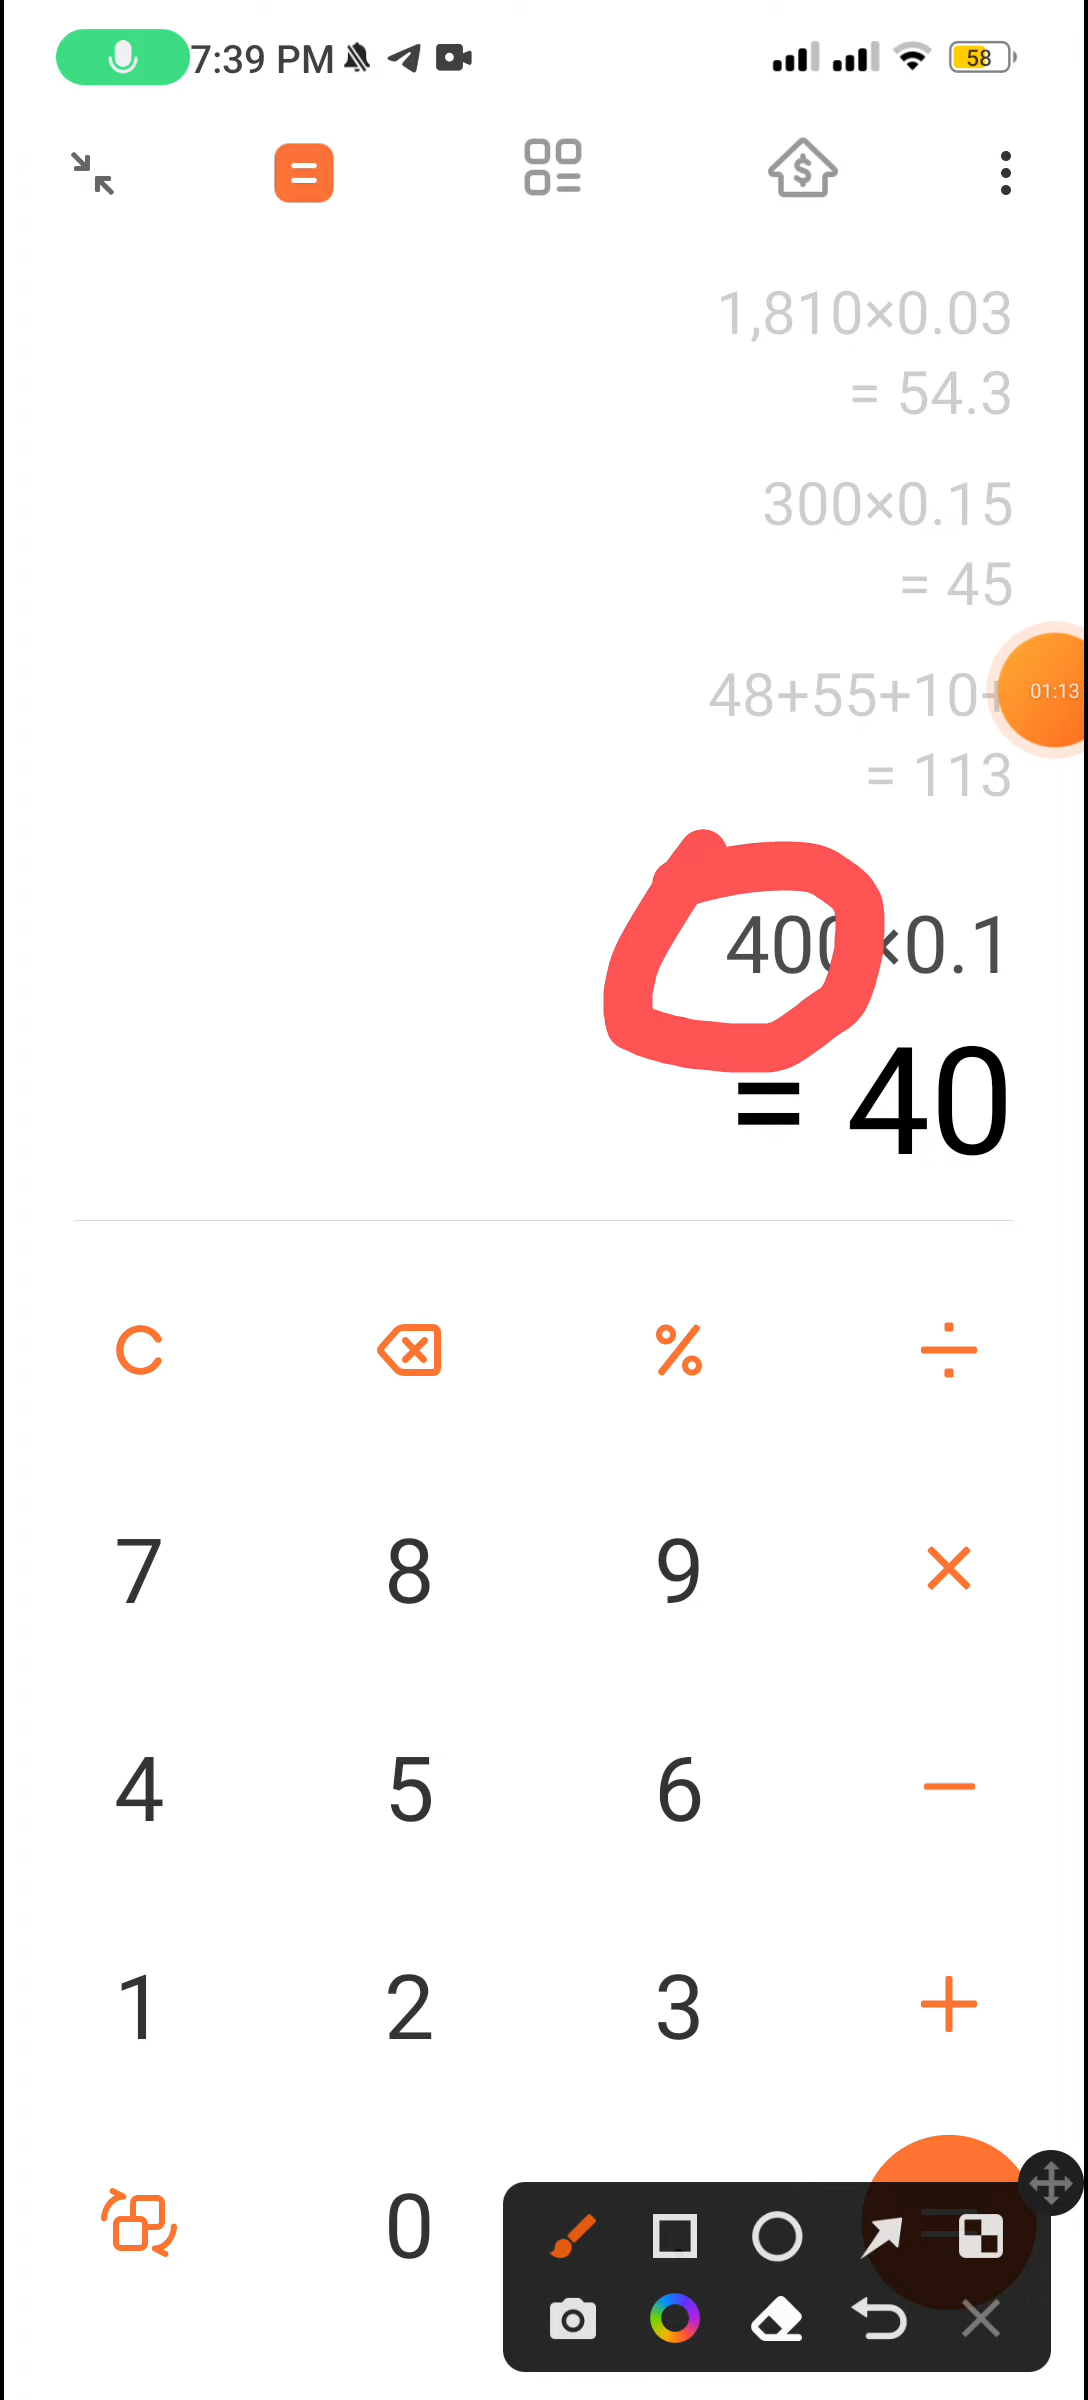 7:39 PM
58
1,810×0.03
= 54.3
300×0.15
= 45
48+55+10+
= 113
01:13
400×0.1
= 40
C % ÷
7 8 9 ×
4 5 6 −
1 2 3 +
0